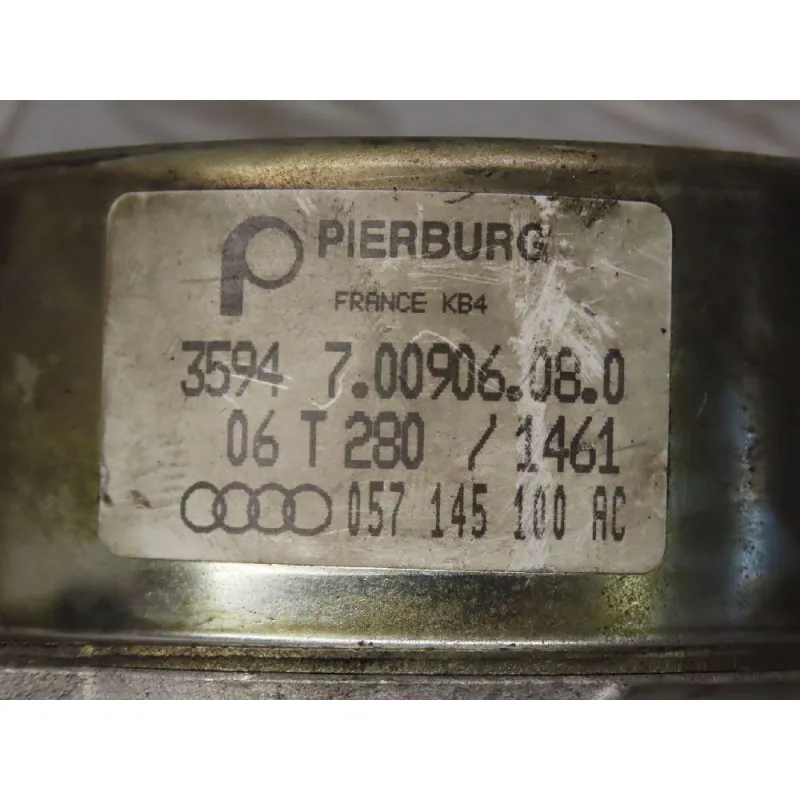 PIERBURG
FRANCE KB4
3594 7.00906.08.0
06 T 280 / 1461
057 145 100 AC